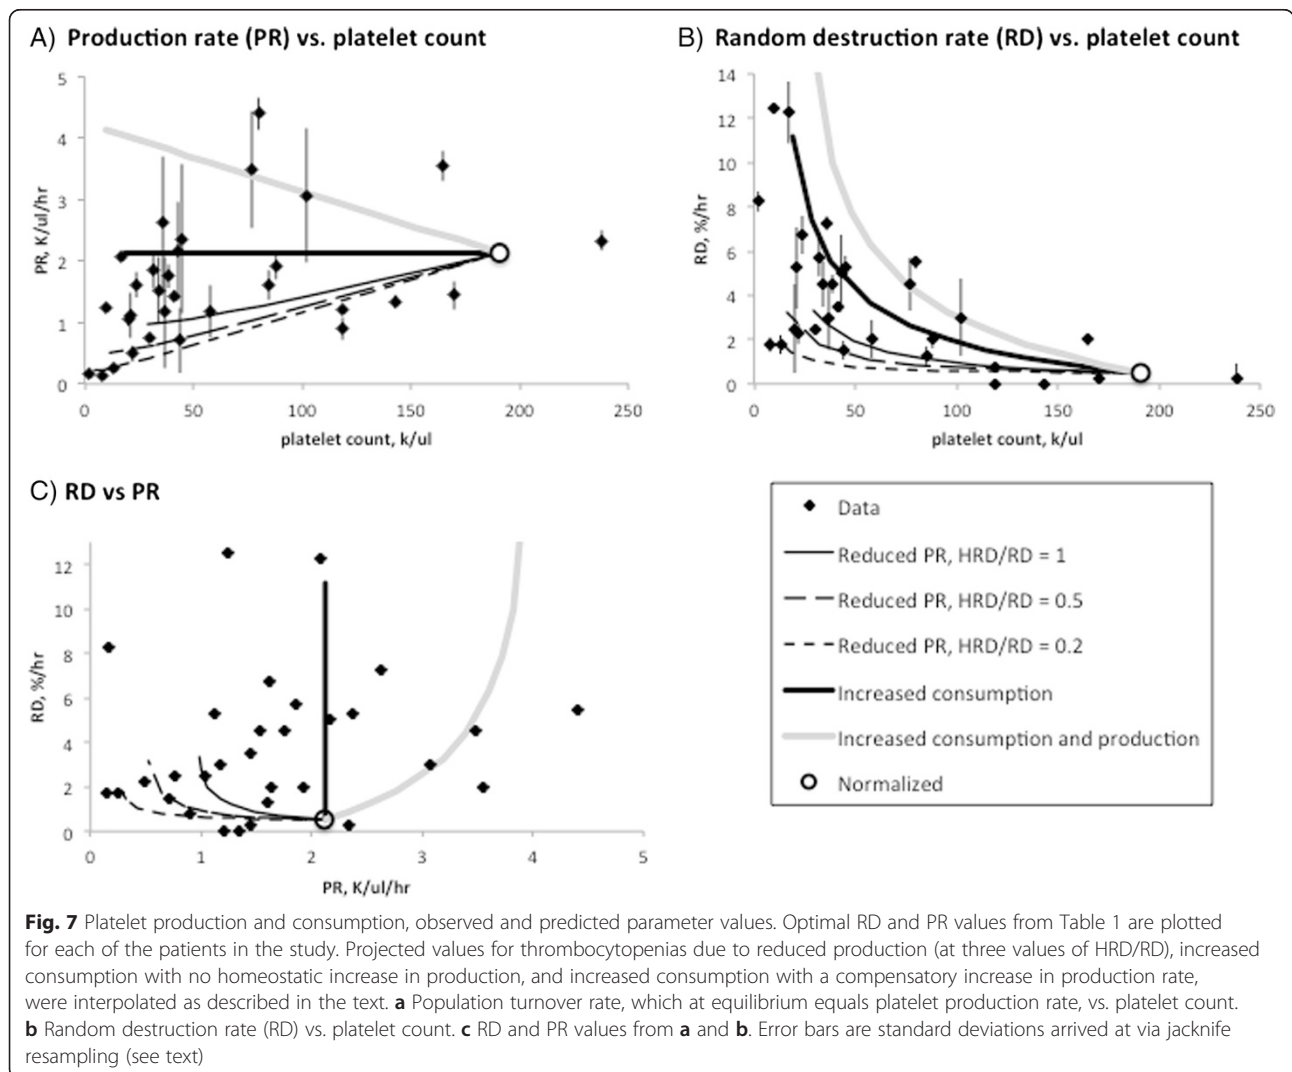 A) Production rate (PR) vs. platelet count
5
4
3
2
1
0
PR, K/ul/hr
0 50 100 150 200 250
platelet count, k/ul
B) Random destruction rate (RD) vs. platelet count
14
12
10
8
6
4
2
0
RD, %/hr
0 50 100 150 200 250
platelet count, k/ul
C) RD vs PR
12
10
8
6
4
2
0
RD, %/hr
0 1 2 3 4 5
PR, K/ul/hr
Data
Reduced PR, HRD/RD = 1
Reduced PR, HRD/RD = 0.5
Reduced PR, HRD/RD = 0.2
Increased consumption
Increased consumption and production
Normalized
Fig. 7 Platelet production and consumption, observed and predicted parameter values. Optimal RD and PR values from Table 1 are plotted
for each of the patients in the study. Projected values for thrombocytopenias due to reduced production (at three values of HRD/RD), increased
consumption with no homeostatic increase in production, and increased consumption with a compensatory increase in production rate,
were interpolated as described in the text. a Population turnover rate, which at equilibrium equals platelet production rate, vs. platelet count.
b Random destruction rate (RD) vs. platelet count. c RD and PR values from a and b. Error bars are standard deviations arrived at via jacknife
resampling (see text)